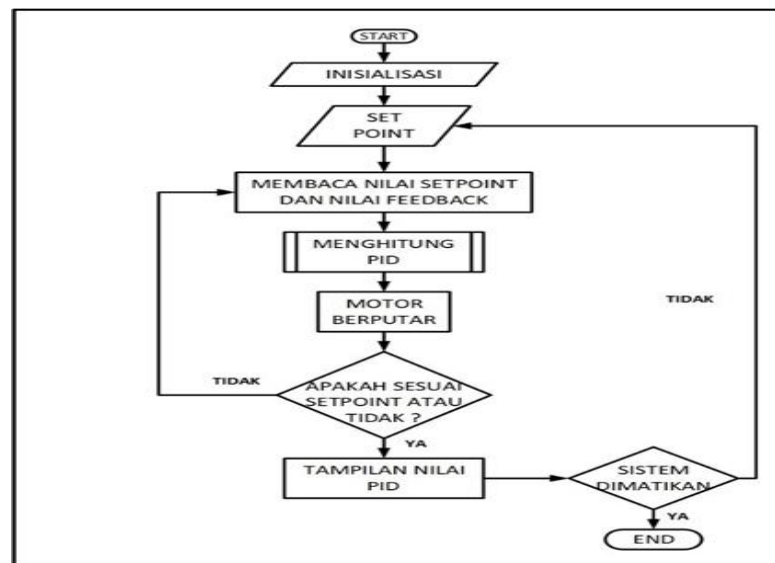 START
INISIALISASI
SET
POINT
MEMBACA NILAI SETPOINT
DAN NILAI FEEDBACK
MENGHITUNG
PID
MOTOR
BERPUTAR
TIDAK
TIDAK
APAKAH SESUAI
SETPOINT ATAU
TIDAK ?
YA
TAMPILAN NILAI
PID
SISTEM
DIMATIKAN
YA
END